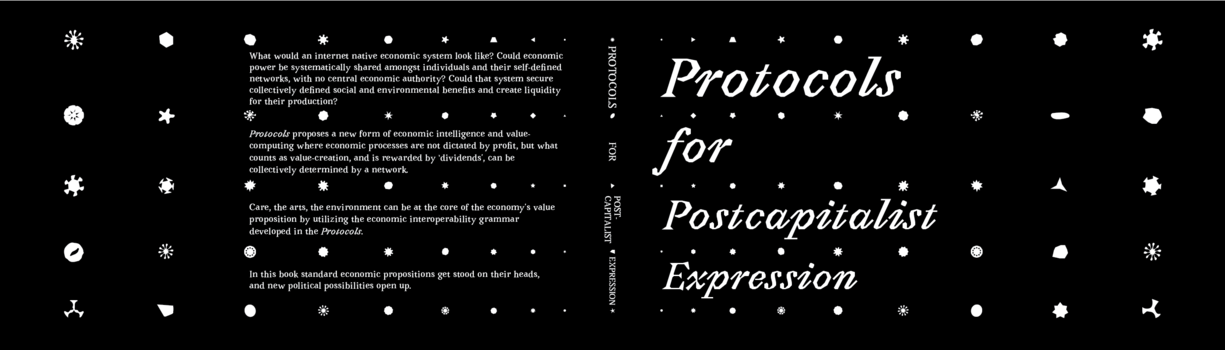 What would an internet native economic system look like? Could economic
power be systematically shared amongst individuals and their self-defined
networks, with no central economic authority? Could that system secure
collectively defined social and environmental benefits and create liquidity
for their production?
Protocols proposes a new form of economic intelligence and value-
computing where economic processes are not dictated by profit, but what
counts as value-creation, and is rewarded by 'dividends', can be
collectively determined by a network.
Care, the arts, the environment can be at the core of the economy's value
proposition by utilizing the economic interoperability grammar
developed in the Protocols.
In this book standard economic propositions get stood on their heads,
and new political possibilities open up.
PROTOCOLS
FOR
POST-
CAPITALIST
EXPRESSION
Protocols
for
Postcapitalist
Expression